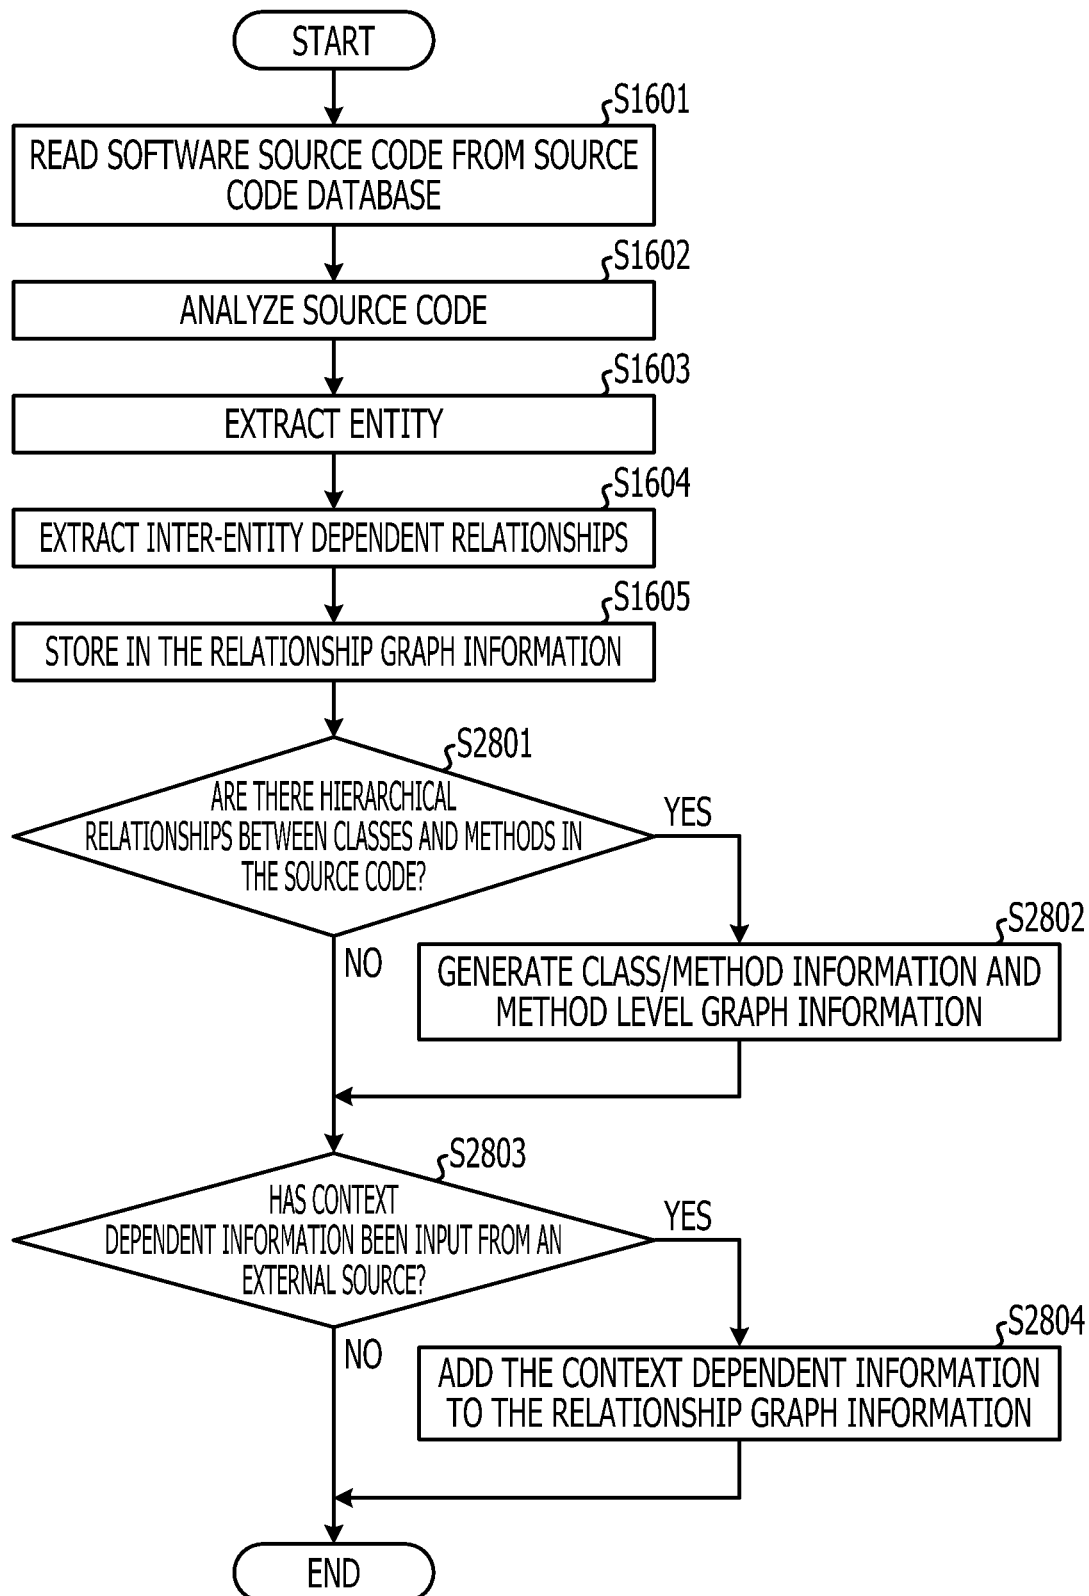 START
S1601
READ SOFTWARE SOURCE CODE FROM SOURCE
CODE DATABASE
S1602
ANALYZE SOURCE CODE
S1603
EXTRACT ENTITY
S1604
EXTRACT INTER-ENTITY DEPENDENT RELATIONSHIPS
S1605
STORE IN THE RELATIONSHIP GRAPH INFORMATION
S2801
ARE THERE HIERARCHICAL
RELATIONSHIPS BETWEEN CLASSES AND METHODS IN
THE SOURCE CODE?
YES
NO
S2802
GENERATE CLASS/METHOD INFORMATION AND
METHOD LEVEL GRAPH INFORMATION
S2803
HAS CONTEXT
DEPENDENT INFORMATION BEEN INPUT FROM AN
EXTERNAL SOURCE?
YES
NO
S2804
ADD THE CONTEXT DEPENDENT INFORMATION
TO THE RELATIONSHIP GRAPH INFORMATION
END